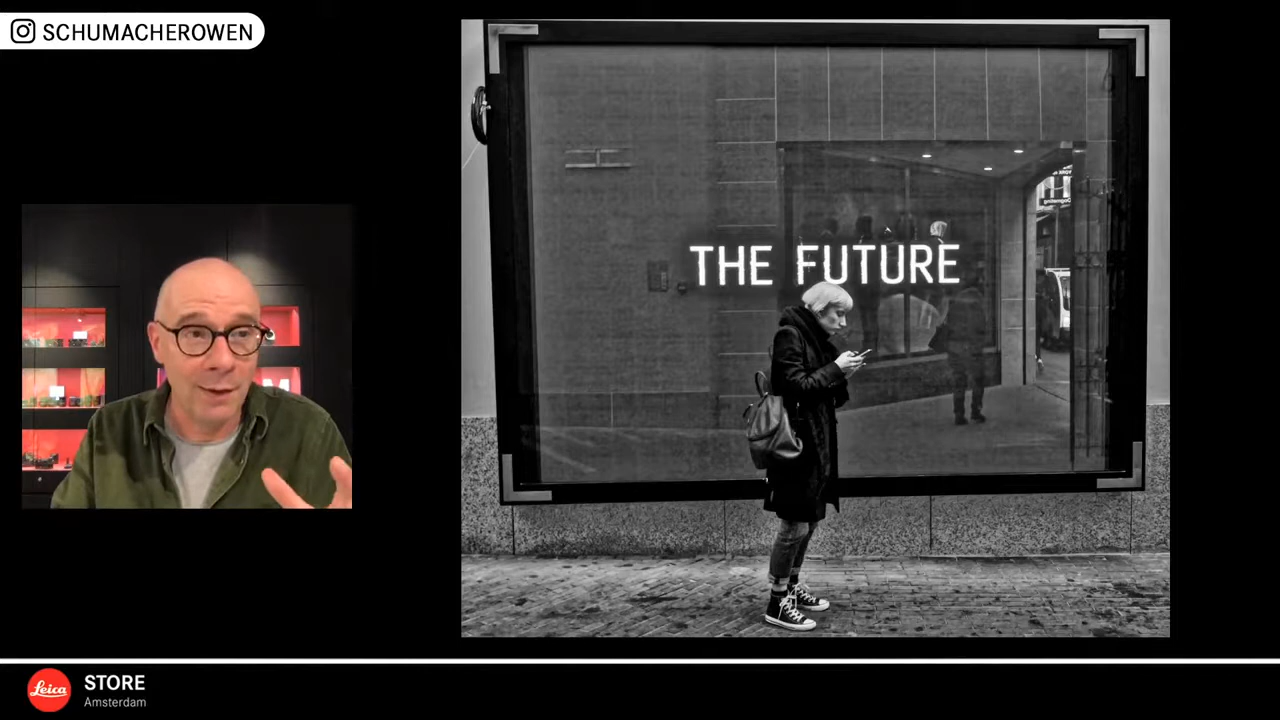 SCHUMACHEROWEN
THE FUTURE
Leica
STORE
Amsterdam